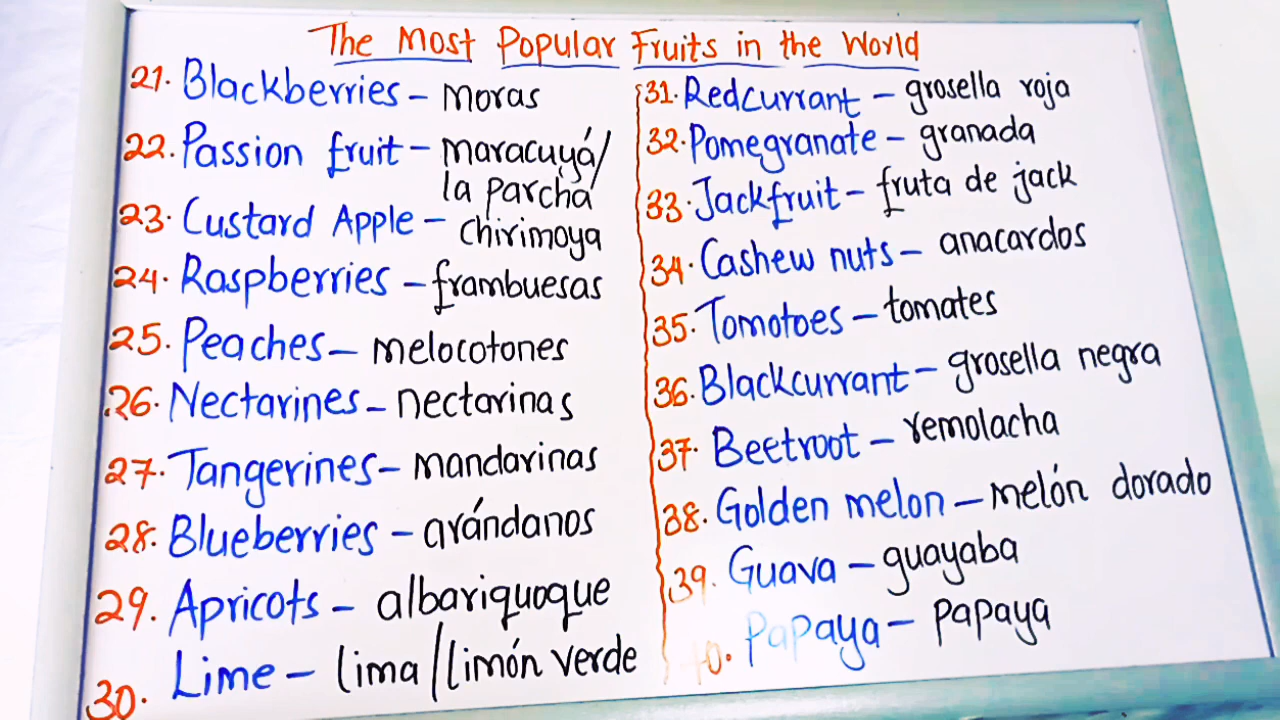 The Most Popular Fruits in the World
21. Blackberries – moras
22. Passion fruit – maracuyá/
la parcha
23. Custard Apple – chirimoya
24. Raspberries – frambuesas
25. Peaches – melocotones
26. Nectarines – nectarinas
27. Tangerines – mandarinas
28. Blueberries – arándanos
29. Apricots – albariquoque
30. Lime – lima/limón verde
31. Redcurrant – grosella roja
32. Pomegranate – granada
33. Jackfruit – fruta de jack
34. Cashew nuts – anacardos
35. Tomotoes – tomates
36. Blackcurrant – grosella negra
37. Beetroot – remolacha
38. Golden melon – melón dorado
39. Guava – guayaba
40. Papaya – papaya